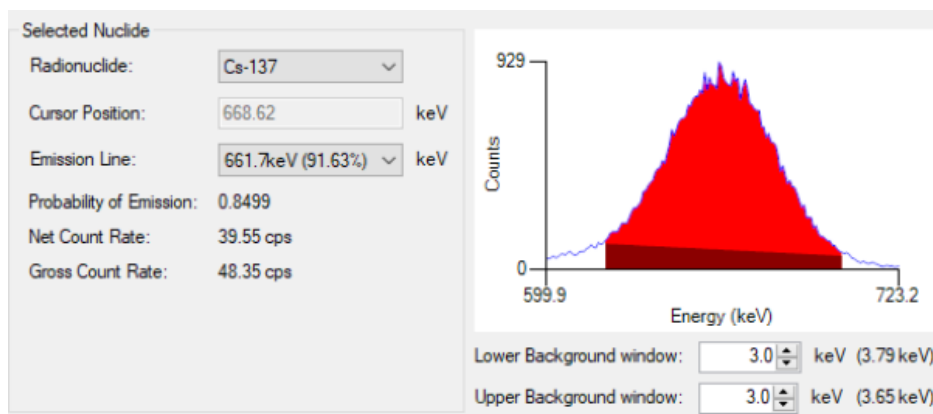 Selected Nuclide
Radionuclide: Cs-137
Cursor Position: 668.62 keV
Emission Line: 661.7keV (91.63%) keV
Probability of Emission: 0.8499
Net Count Rate: 39.55 cps
Gross Count Rate: 48.35 cps
929
Counts
0
599.9 723.2
Energy (keV)
Lower Background window: 3.0 keV (3.79 keV)
Upper Background window: 3.0 keV (3.65 keV)